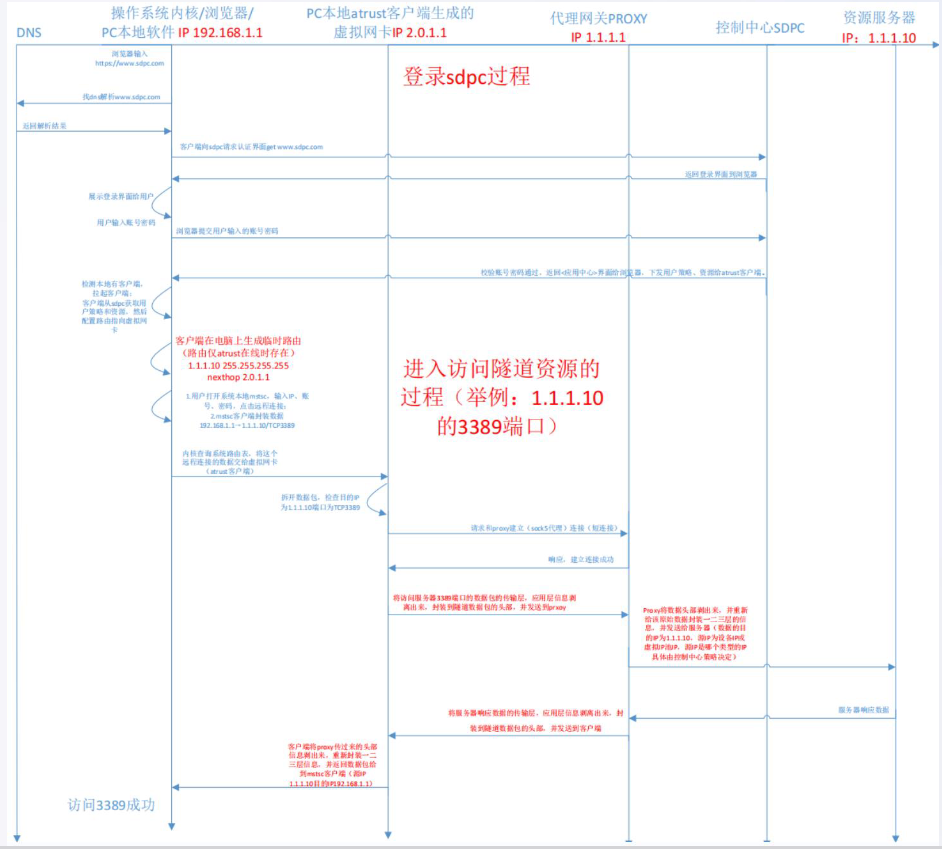 DNS
操作系统内核/浏览器/
PC本地软件 IP 192.168.1.1
PC本地atrust客户端生成的
虚拟网卡IP 2.0.1.1
代理网关PROXY
IP 1.1.1.1
控制中心SDPC
资源服务器
IP：1.1.1.10
浏览器输入
https://www.sdpc.com
登录sdpc过程
找dns解析www.sdpc.com
返回解析结果
客户端向sdpc请求认证界面get www.sdpc.com
返回登录界面到浏览器
展示登录界面给用户
用户输入账号密码
浏览器提交用户输入的账号密码
校验账号密码通过，返回<应用中心>界面给浏览器，下发用户策略、资源给atrust客户端。
检测本地有客户端，
拉起客户端；
客户端从sdpc获取用
户策略和资源，然后
配置路由指向虚拟网
卡
客户端在电脑上生成临时路由
（路由仅atrust在线时存在）
1.1.1.10 255.255.255.255
nexthop 2.0.1.1
进入访问隧道资源的
过程（举例：1.1.1.10
的3389端口）
1.用户打开系统本地mstsc，输入IP、账
号、密码，点击远程连接；
2.mstsc客户端封装数据
192.168.1.1→1.1.1.10/TCP3389
内核查询系统路由表，将这个
远程连接的数据交给虚拟网卡
（atrust客户端）
拆开数据包，检查目的IP
为1.1.1.10端口为TCP3389
请求和proxy建立（sock5代理）连接（短连接）
响应，建立连接成功
将访问服务器3389端口的数据包的传输层，应用层信息剥
离出来，封装到隧道数据包的头部，并发送到prxoy
Proxy将数据头部剥出来，并重新
给该原始数据封装一二三层的信
息，并发送给服务器（数据的目
的IP为1.1.1.10，源IP为设备IP或
虚拟IP池IP，源IP是哪个类型的IP
具体由控制中心策略决定）
服务器响应数据
将服务器响应数据的传输层，应用层信息剥离出来，封
装到隧道数据包的头部，并发送到客户端
客户端将proxy传过来的头部
信息剥出来，重新封装一二
三层信息，并返回数据包给
到mstsc客户端（源IP
1.1.1.10目的IP192.168.1.1）
访问3389成功